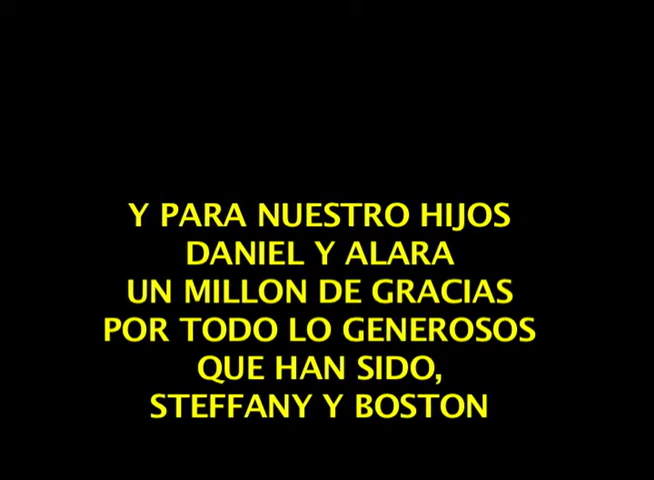 Y PARA NUESTRO HIJOS
DANIEL Y ALARA
UN MILLON DE GRACIAS
POR TODO LO GENEROSOS
QUE HAN SIDO,
STEFFANY Y BOSTON